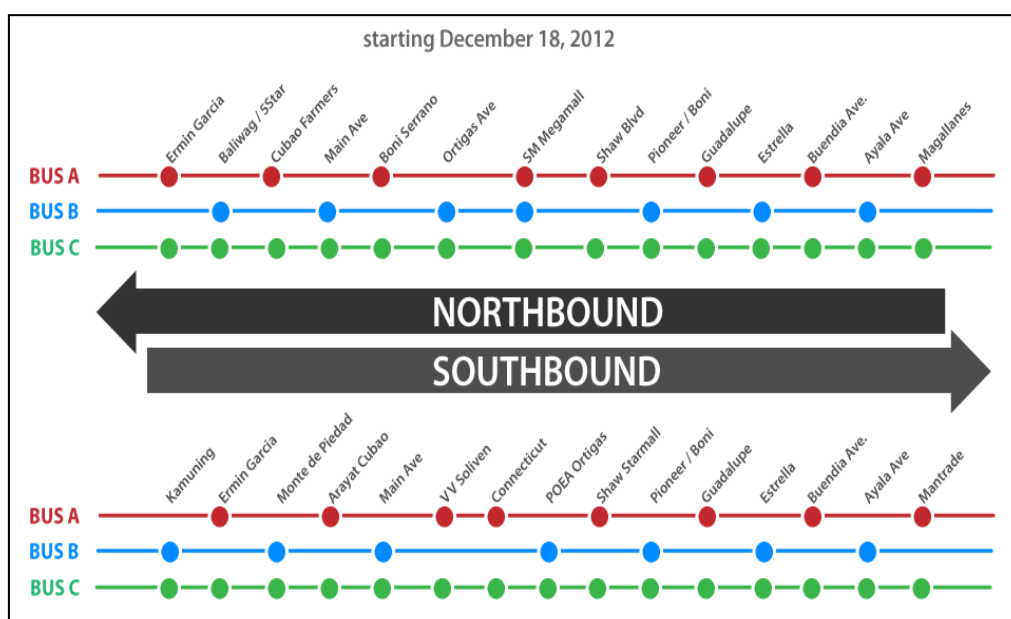 starting December 18, 2012
Ermin Garcia
Baliwag / 5Star
Cubao Farmers
Main Ave
Boni Serrano
Ortigas Ave
SM Megamall
Shaw Blvd
Pioneer / Boni
Guadalupe
Estrella
Buendia Ave.
Ayala Ave
Magallanes
BUS A
BUS B
BUS C
NORTHBOUND
SOUTHBOUND
Kamuning
Ermin Garcia
Monte de Piedad
Arayat Cubao
Main Ave
VV Soliven
Connecticut
POEA Ortigas
Shaw Starmall
Pioneer / Boni
Guadalupe
Estrella
Buendia Ave.
Ayala Ave
Mantrade
BUS A
BUS B
BUS C